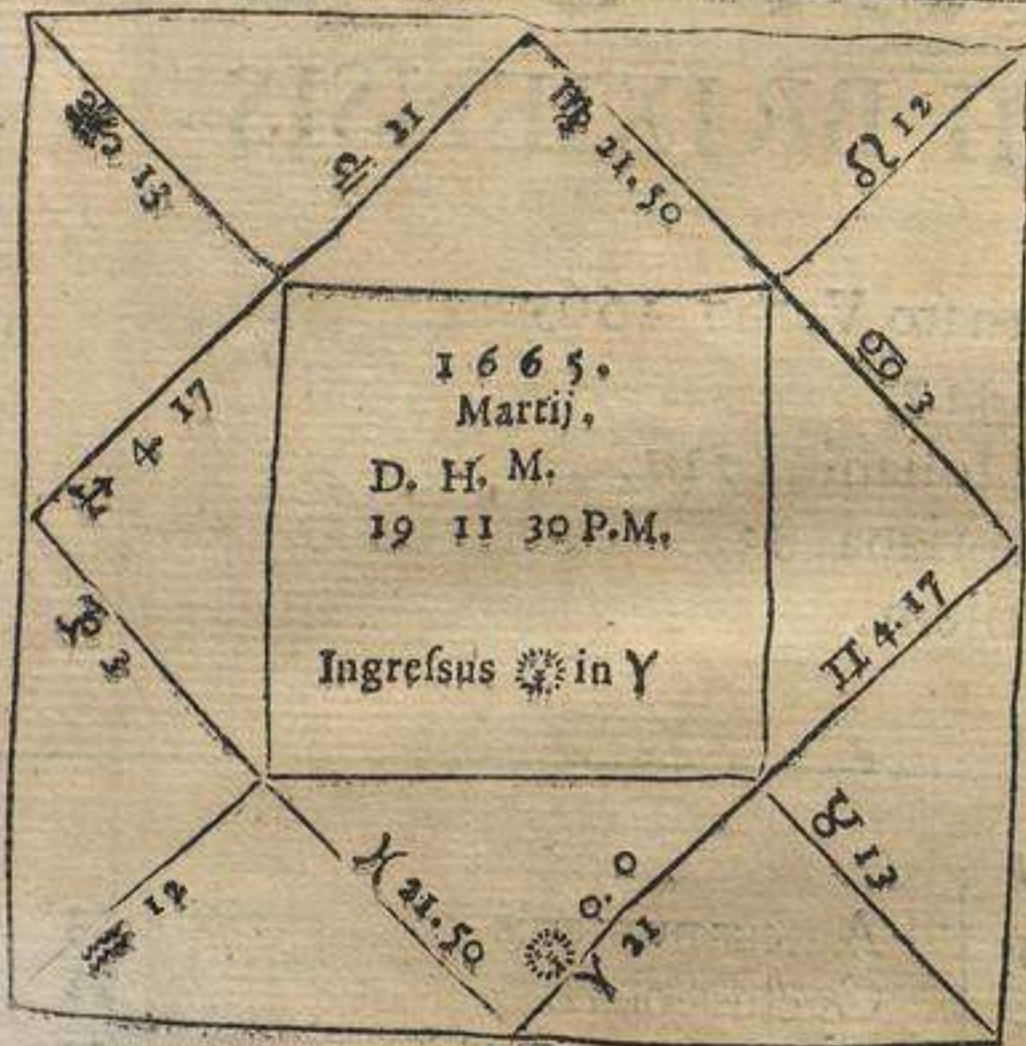 ♏ 13
♎ 21
♍ 21.50
♌ 12
♋ 3
♐ 4 17
1665.
Martij,
D. H. M.
19 11 30 P.M.
Ingreſsus ☉ in ♈
♊ 4.17
♑ 3
♒ 12
♓ 21.50
☉ 0.0
♈ 21
♉ 13